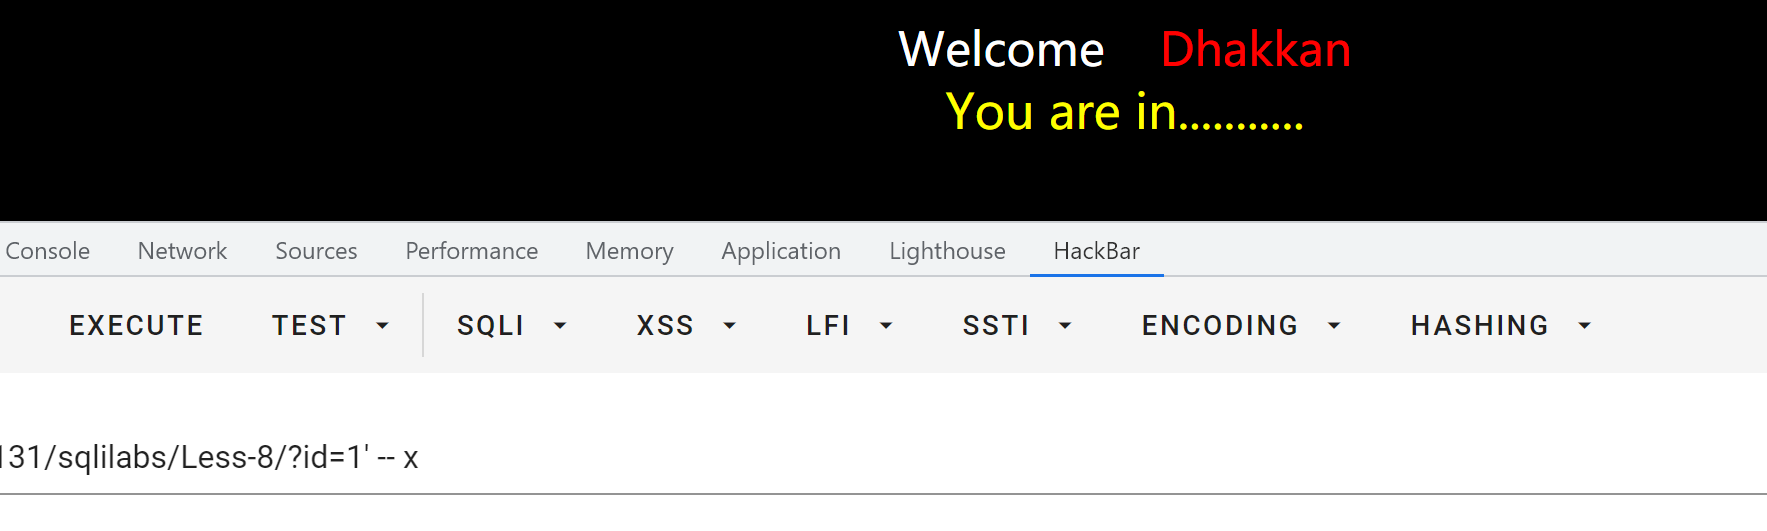 Welcome Dhakkan
You are in...........
Console Network Sources Performance Memory Application Lighthouse HackBar
EXECUTE TEST SQLI XSS LFI SSTI ENCODING HASHING
131/sqlilabs/Less-8/?id=1' -- x